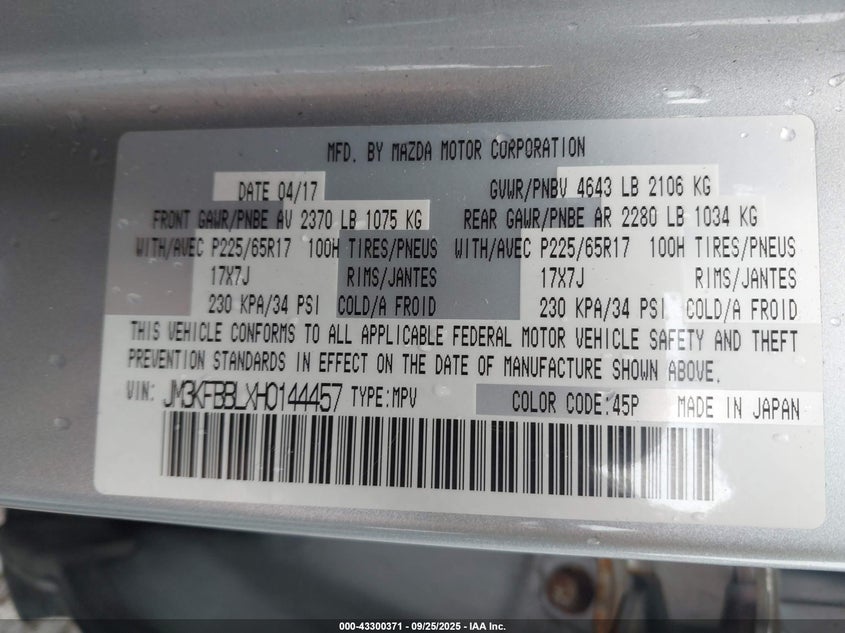 MFD. BY MAZDA MOTOR CORPORATION
DATE 04/17 GVWR/PNBV 4643 LB 2106 KG
FRONT GAWR/PNBE AV 2370 LB 1075 KG REAR GAWR/PNBE AR 2280 LB 1034 KG
WITH/AVEC P225/65R17 100H TIRES/PNEUS WITH/AVEC P225/65R17 100H TIRES/PNEUS
17X7J RIMS/JANTES 17X7J RIMS/JANTES
230 KPA/34 PSI COLD/A FROID 230 KPA/34 PSI COLD/A FROID
THIS VEHICLE CONFORMS TO ALL APPLICABLE FEDERAL MOTOR VEHICLE SAFETY AND THEFT
PREVENTION STANDARDS IN EFFECT ON THE DATE OF MANUFACTURE SHOWN ABOVE.
VIN: JM3KFBBLXH0144457 TYPE:MPV COLOR CODE:45P MADE IN JAPAN
000-43300371 - 09/25/2025 - IAA Inc.